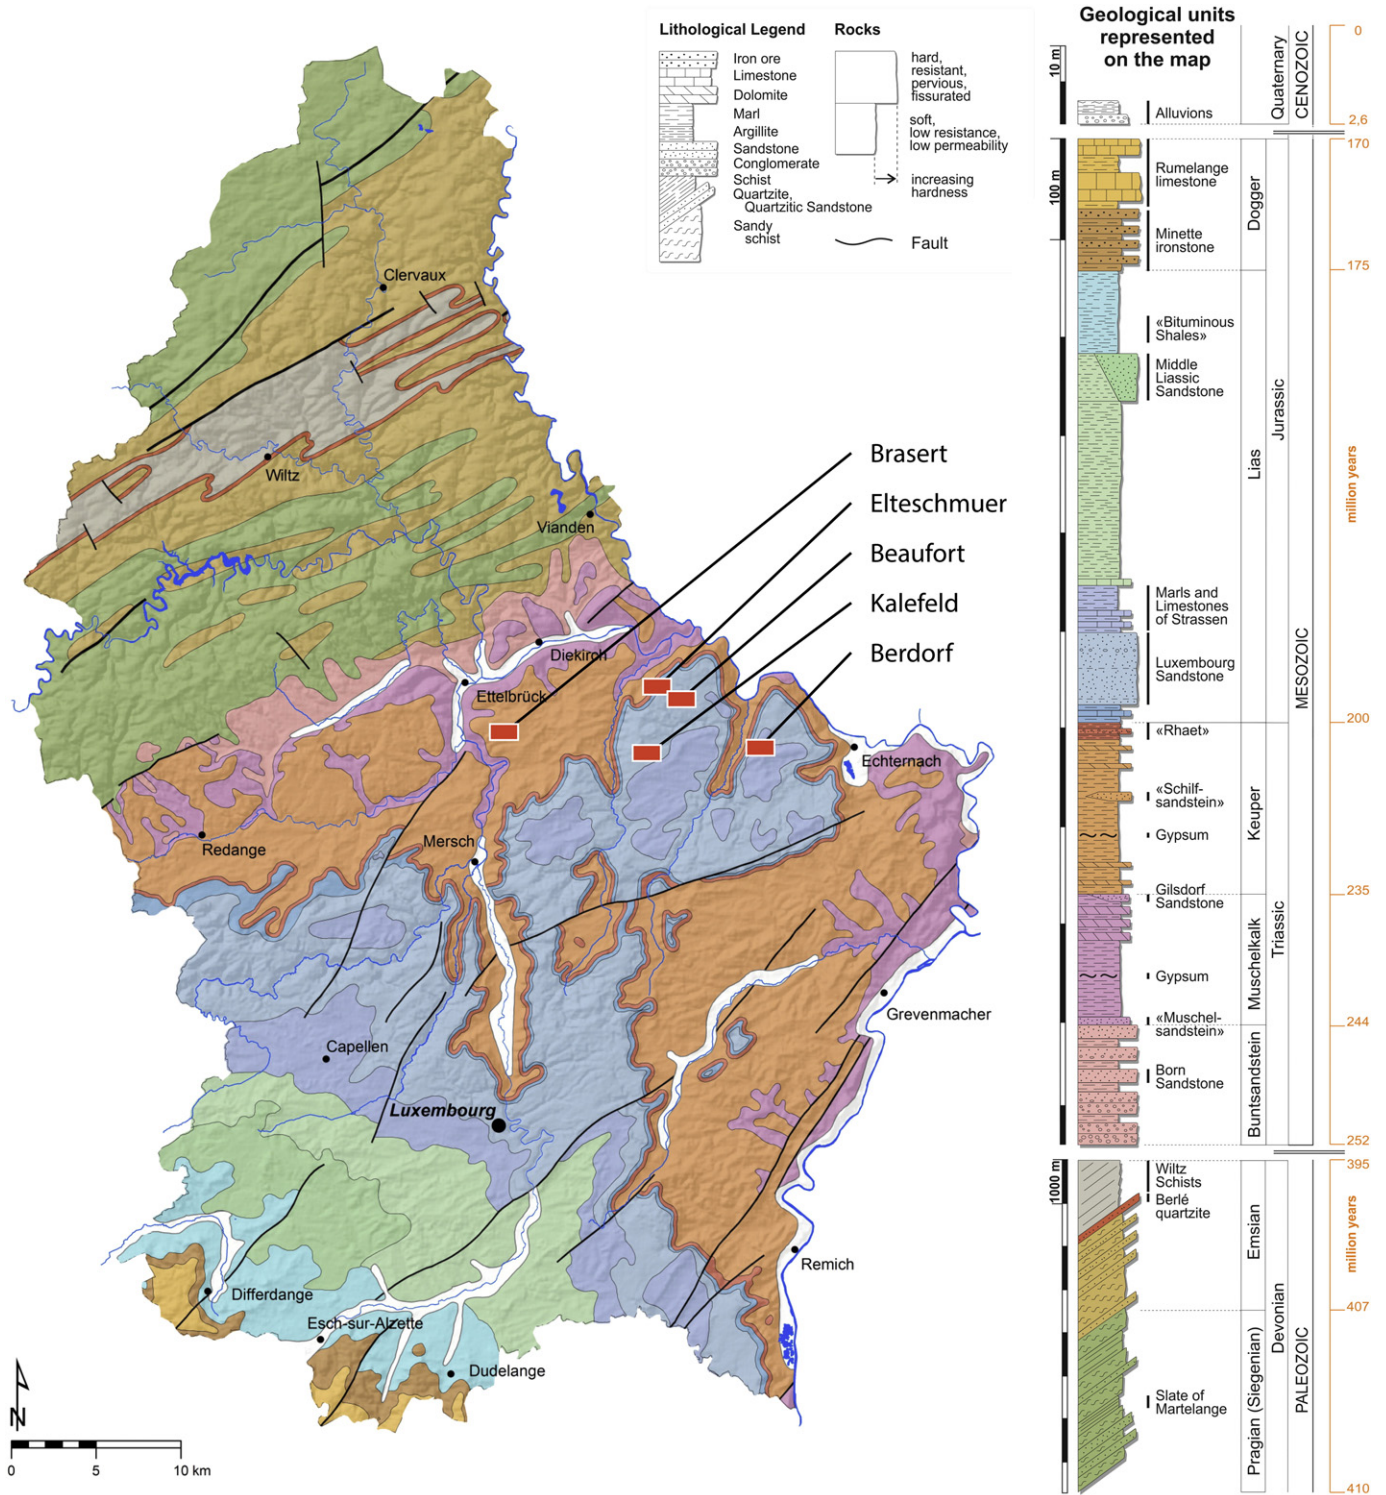 Lithological Legend
Iron ore
Limestone
Dolomite
Marl
Argillite
Sandstone
Conglomerate
Schist
Quartzite,
Quartzitic Sandstone
Sandy
schist
Rocks
hard,
resistant,
pervious,
fissurated
soft,
low resistance,
low permeability
increasing
hardness
Fault
Clervaux
Wiltz
Vianden
Diekirch
Ettelbrück
Echternach
Redange
Mersch
Grevenmacher
Capellen
Luxembourg
Remich
Differdange
Esch-sur-Alzette
Dudelange
Brasert
Elteschmuer
Beaufort
Kalefeld
Berdorf
N
0 5 10 km
Geological units
represented
on the map
10 m
100 m
1000 m
Alluvions
Rumelange
limestone
Minette
ironstone
«Bituminous
Shales»
Middle
Liassic
Sandstone
Marls and
Limestones
of Strassen
Luxembourg
Sandstone
«Rhaet»
«Schilf-
sandstein»
Gypsum
Gilsdorf
Sandstone
Gypsum
«Muschel-
sandstein»
Born
Sandstone
Wiltz
Schists
Berlé
quartzite
Slate of
Martelange
Dogger
Lias
Keuper
Muschelkalk
Buntsandstein
Emsian
Pragian (Siegenian)
Quaternary
Jurassic
Triassic
Devonian
CENOZOIC
MESOZOIC
PALEOZOIC
0
2,6
170
175
million years
200
235
244
252
395
million years
407
410